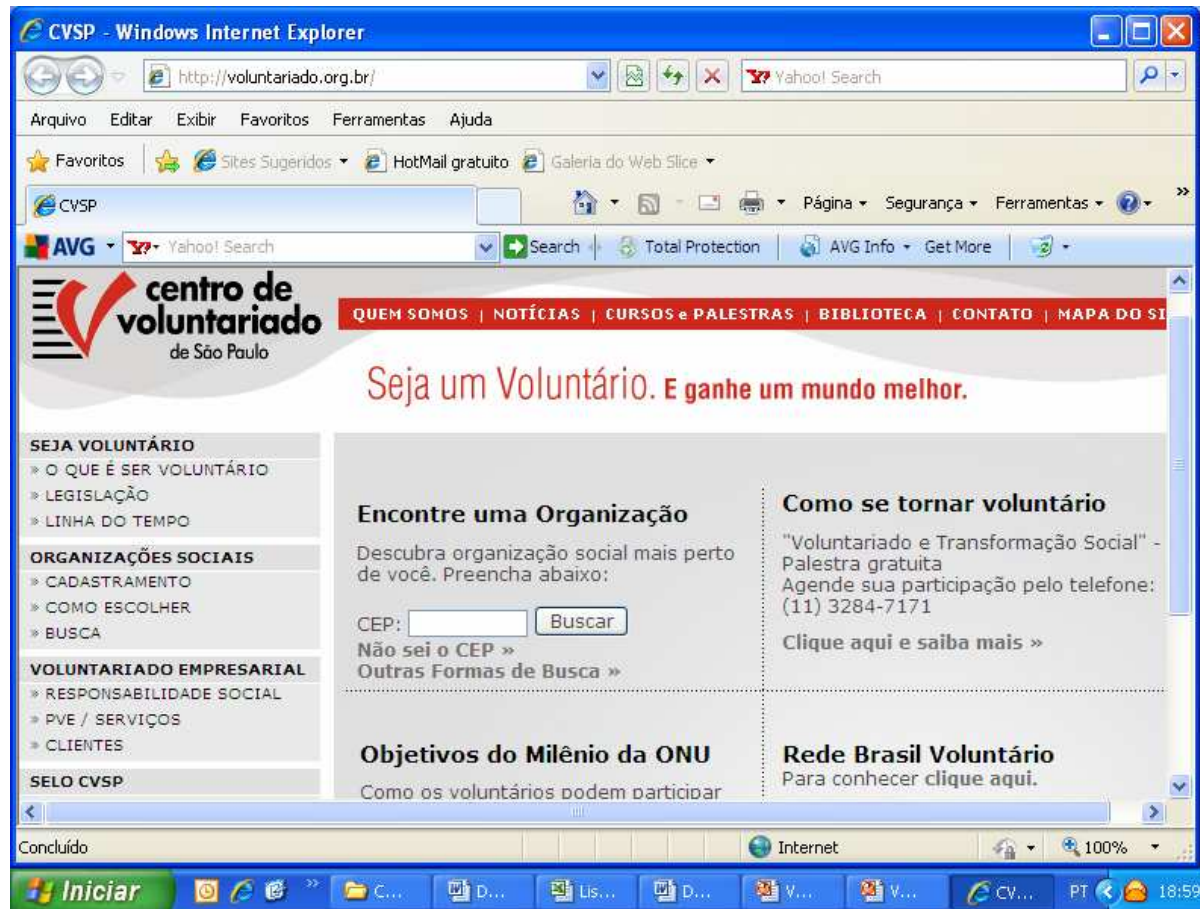 CVSP - Windows Internet Explorer
http://voluntariado.org.br/
Yahoo! Search
Arquivo Editar Exibir Favoritos Ferramentas Ajuda
Favoritos Sites Sugeridos HotMail gratuito Galeria do Web Slice
CVSP Página Segurança Ferramentas »
AVG Yahoo! Search Search Total Protection AVG Info Get More
centro de
voluntariado
de São Paulo
QUEM SOMOS | NOTÍCIAS | CURSOS e PALESTRAS | BIBLIOTECA | CONTATO | MAPA DO SI
Seja um Voluntário. E ganhe um mundo melhor.
SEJA VOLUNTÁRIO
» O QUE É SER VOLUNTÁRIO
» LEGISLAÇÃO
» LINHA DO TEMPO
ORGANIZAÇÕES SOCIAIS
» CADASTRAMENTO
» COMO ESCOLHER
» BUSCA
VOLUNTARIADO EMPRESARIAL
» RESPONSABILIDADE SOCIAL
» PVE / SERVIÇOS
» CLIENTES
SELO CVSP
Encontre uma Organização
Descubra organização social mais perto
de você. Preencha abaixo:
CEP: Buscar
Não sei o CEP »
Outras Formas de Busca »
Como se tornar voluntário
"Voluntariado e Transformação Social" -
Palestra gratuita
Agende sua participação pelo telefone:
(11) 3284-7171
Clique aqui e saiba mais »
Objetivos do Milênio da ONU
Como os voluntários podem participar
Rede Brasil Voluntário
Para conhecer clique aqui.
Concluído Internet 100%
Iniciar » C... D... Lis... D... V... V... CV... PT 18:59